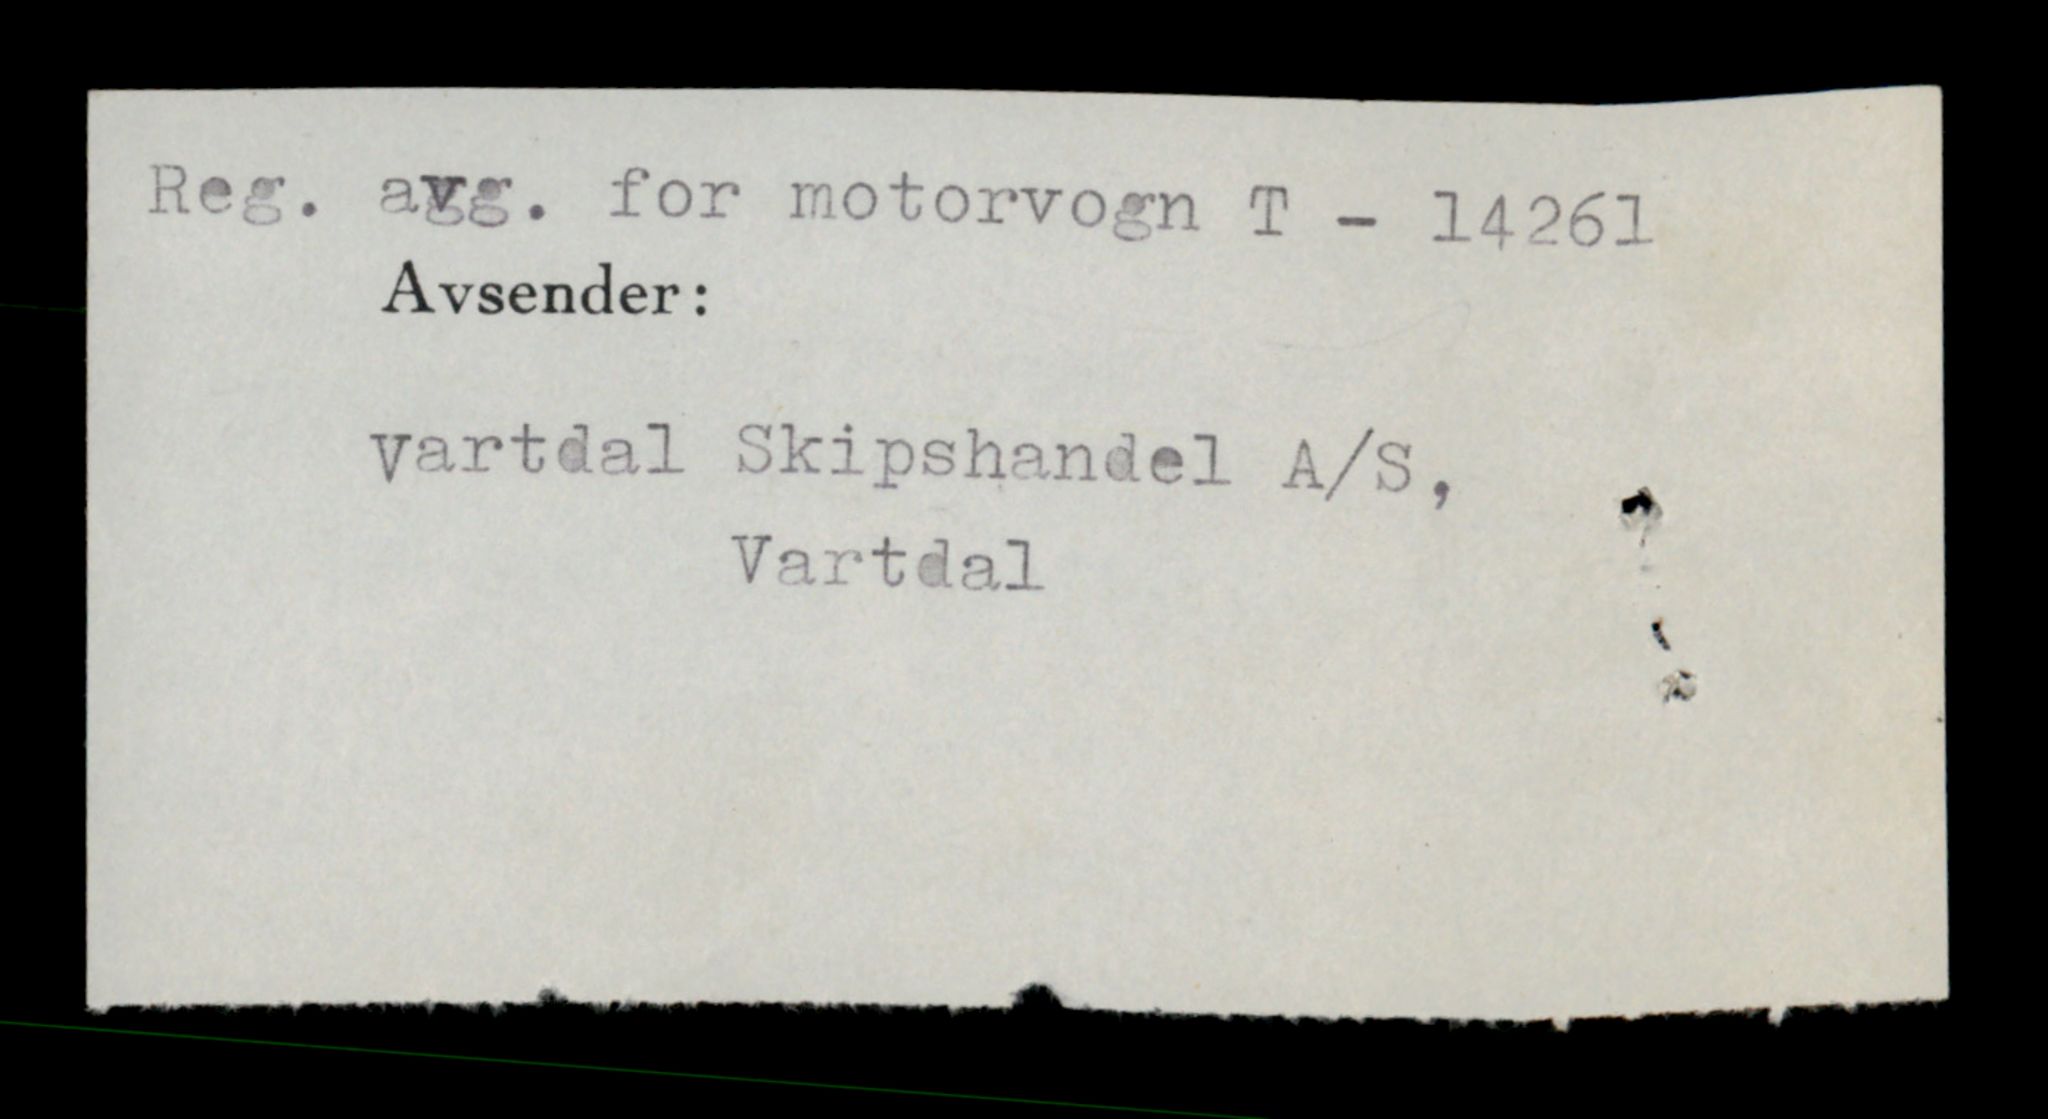 Reg. avg. for motorvogn T - 14261
Avsender:
Vartdal Skipshandel A/S,
Vartdal